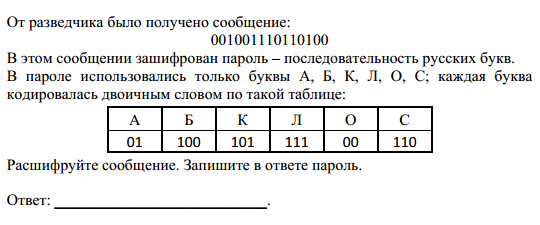 От разведчика было получено сообщение:
001001110110100
В этом сообщении зашифрован пароль – последовательность русских букв.
В пароле использовались только буквы А, Б, К, Л, О, С; каждая буква
кодировалась двоичным словом по такой таблице:
А Б К Л О С
01 100 101 111 00 110
Расшифруйте сообщение. Запишите в ответе пароль.
Ответ: ___________________________.